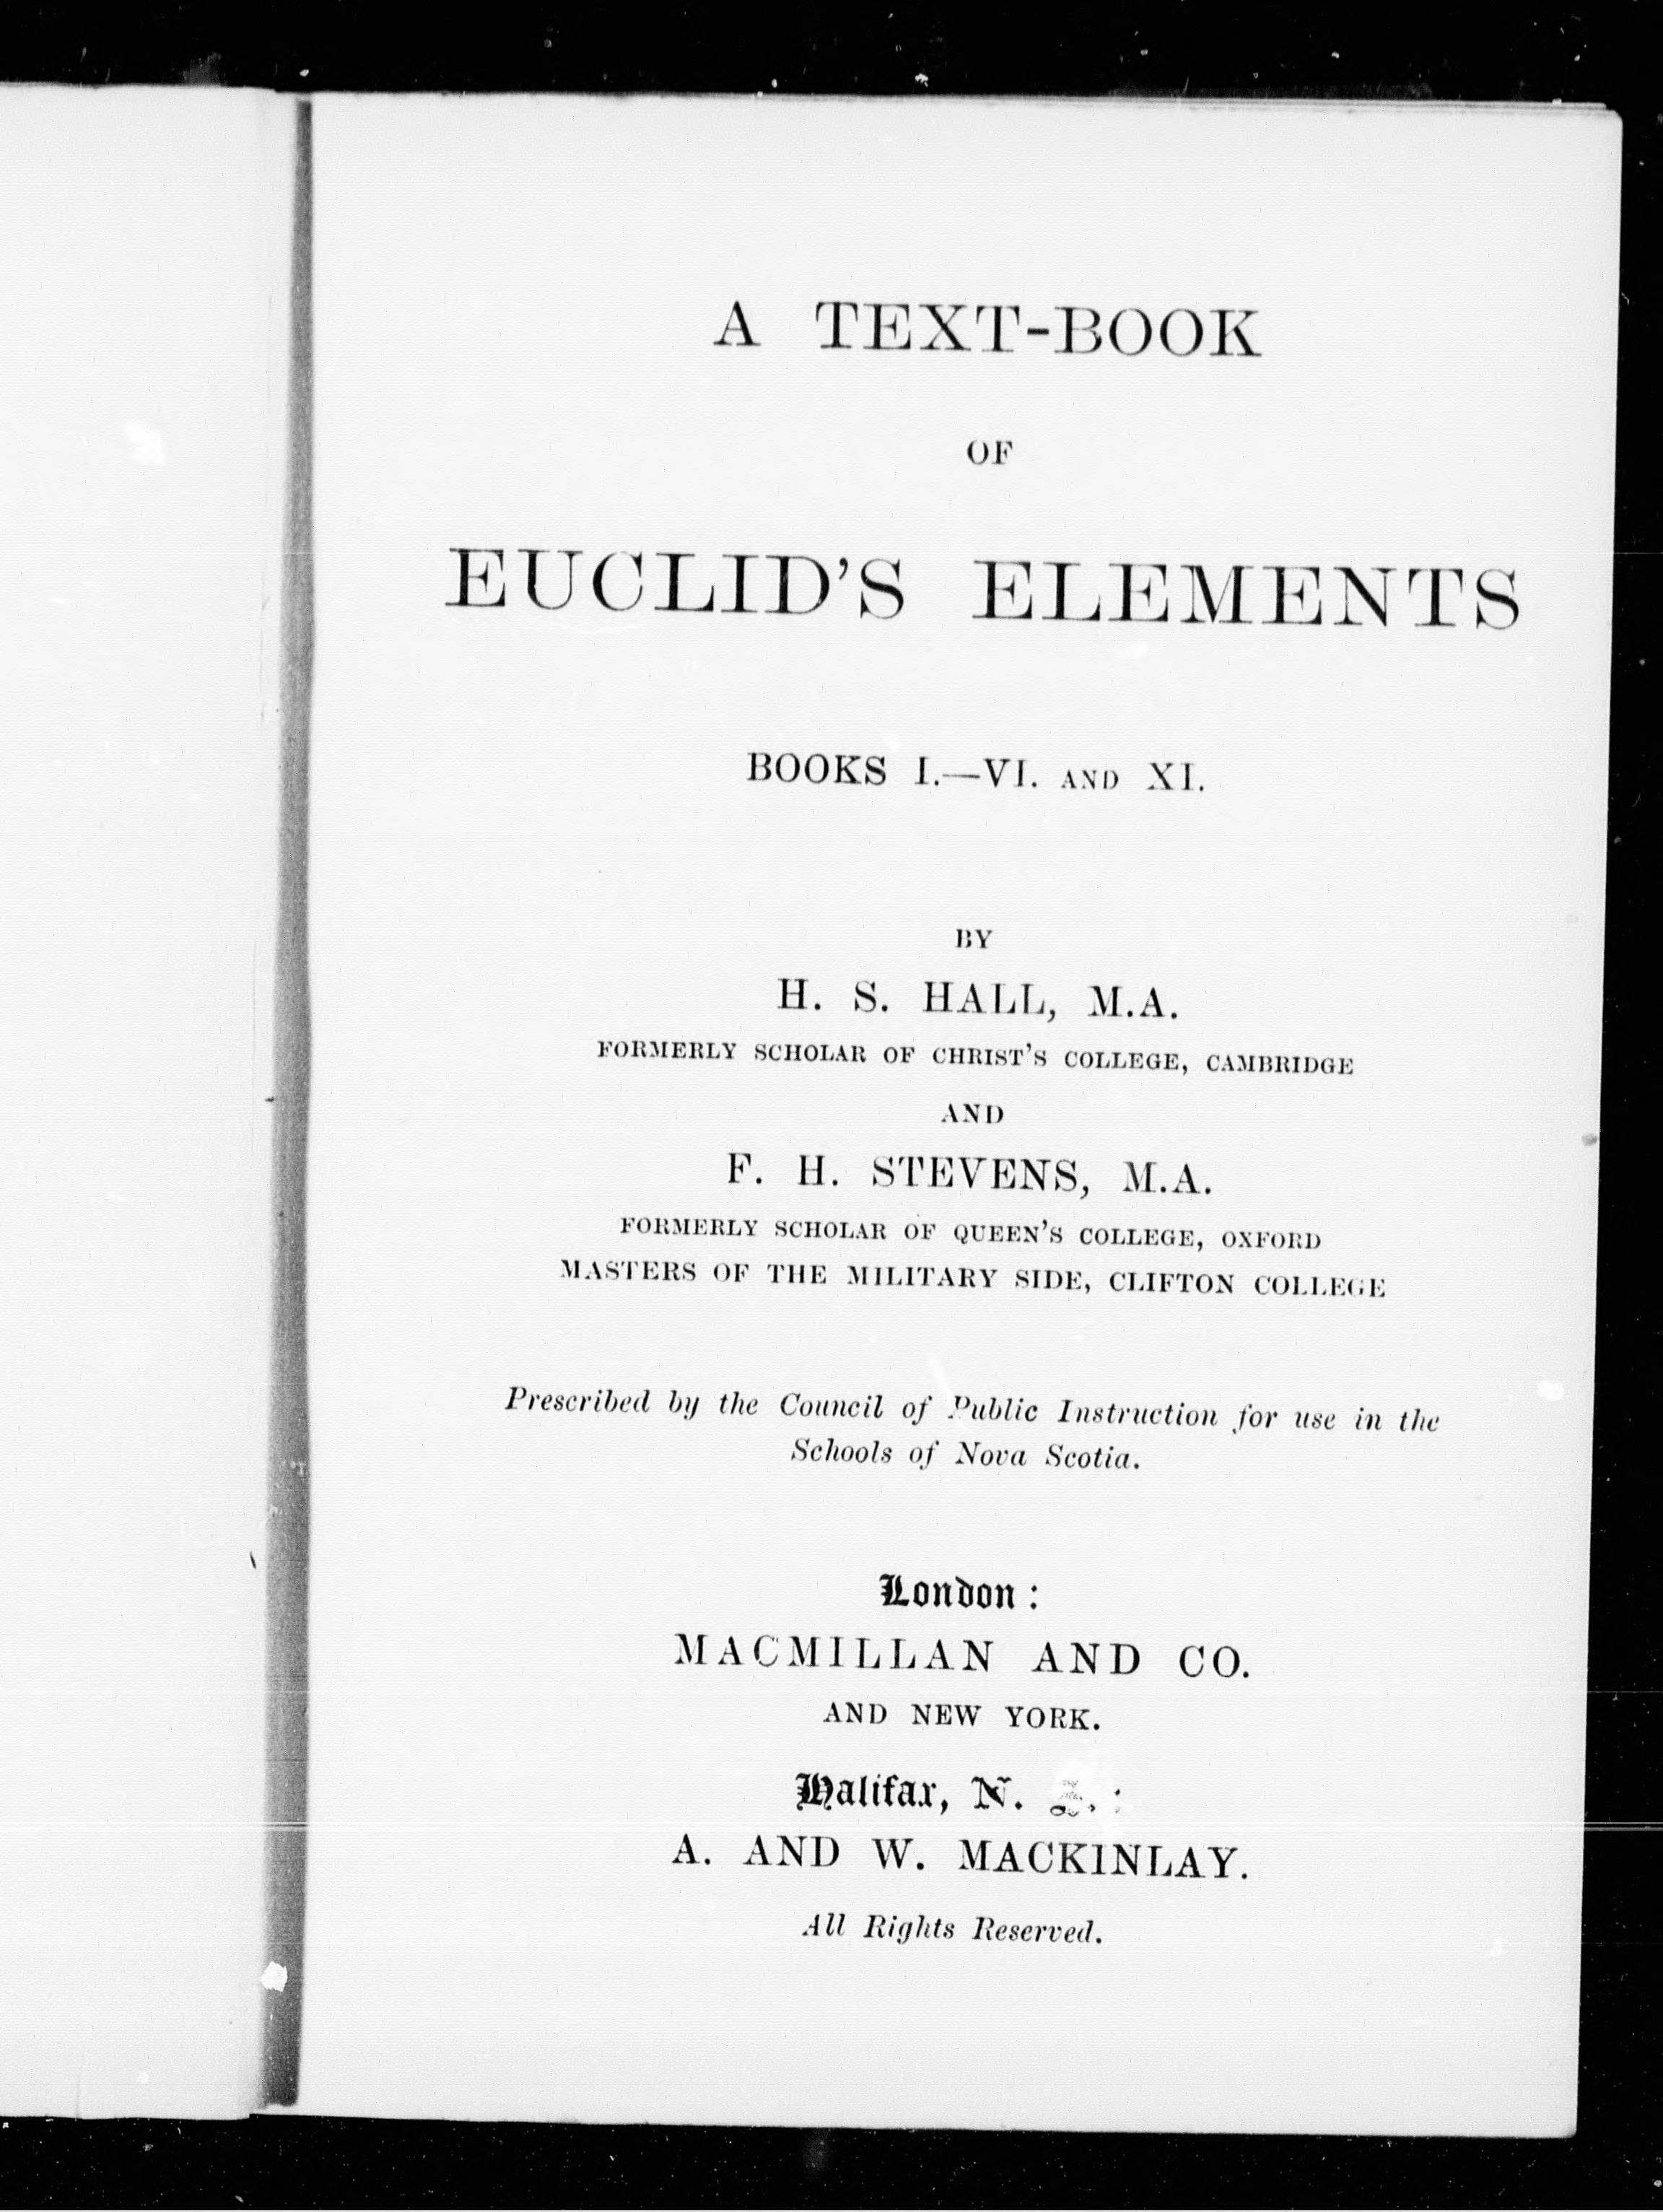 A TEXT-BOOK
OF
EUCLID'S ELEMENTS
BOOKS I.—VI. AND XI.
BY
H. S. HALL, M.A.
FORMERLY SCHOLAR OF CHRIST'S COLLEGE, CAMBRIDGE
AND
F. H. STEVENS, M.A.
FORMERLY SCHOLAR OF QUEEN'S COLLEGE, OXFORD
MASTERS OF THE MILITARY SIDE, CLIFTON COLLEGE
Prescribed by the Council of Public Instruction for use in the
Schools of Nova Scotia.
London:
MACMILLAN AND CO.
AND NEW YORK.
Halifax, N.
A. AND W. MACKINLAY.
All Rights Reserved.